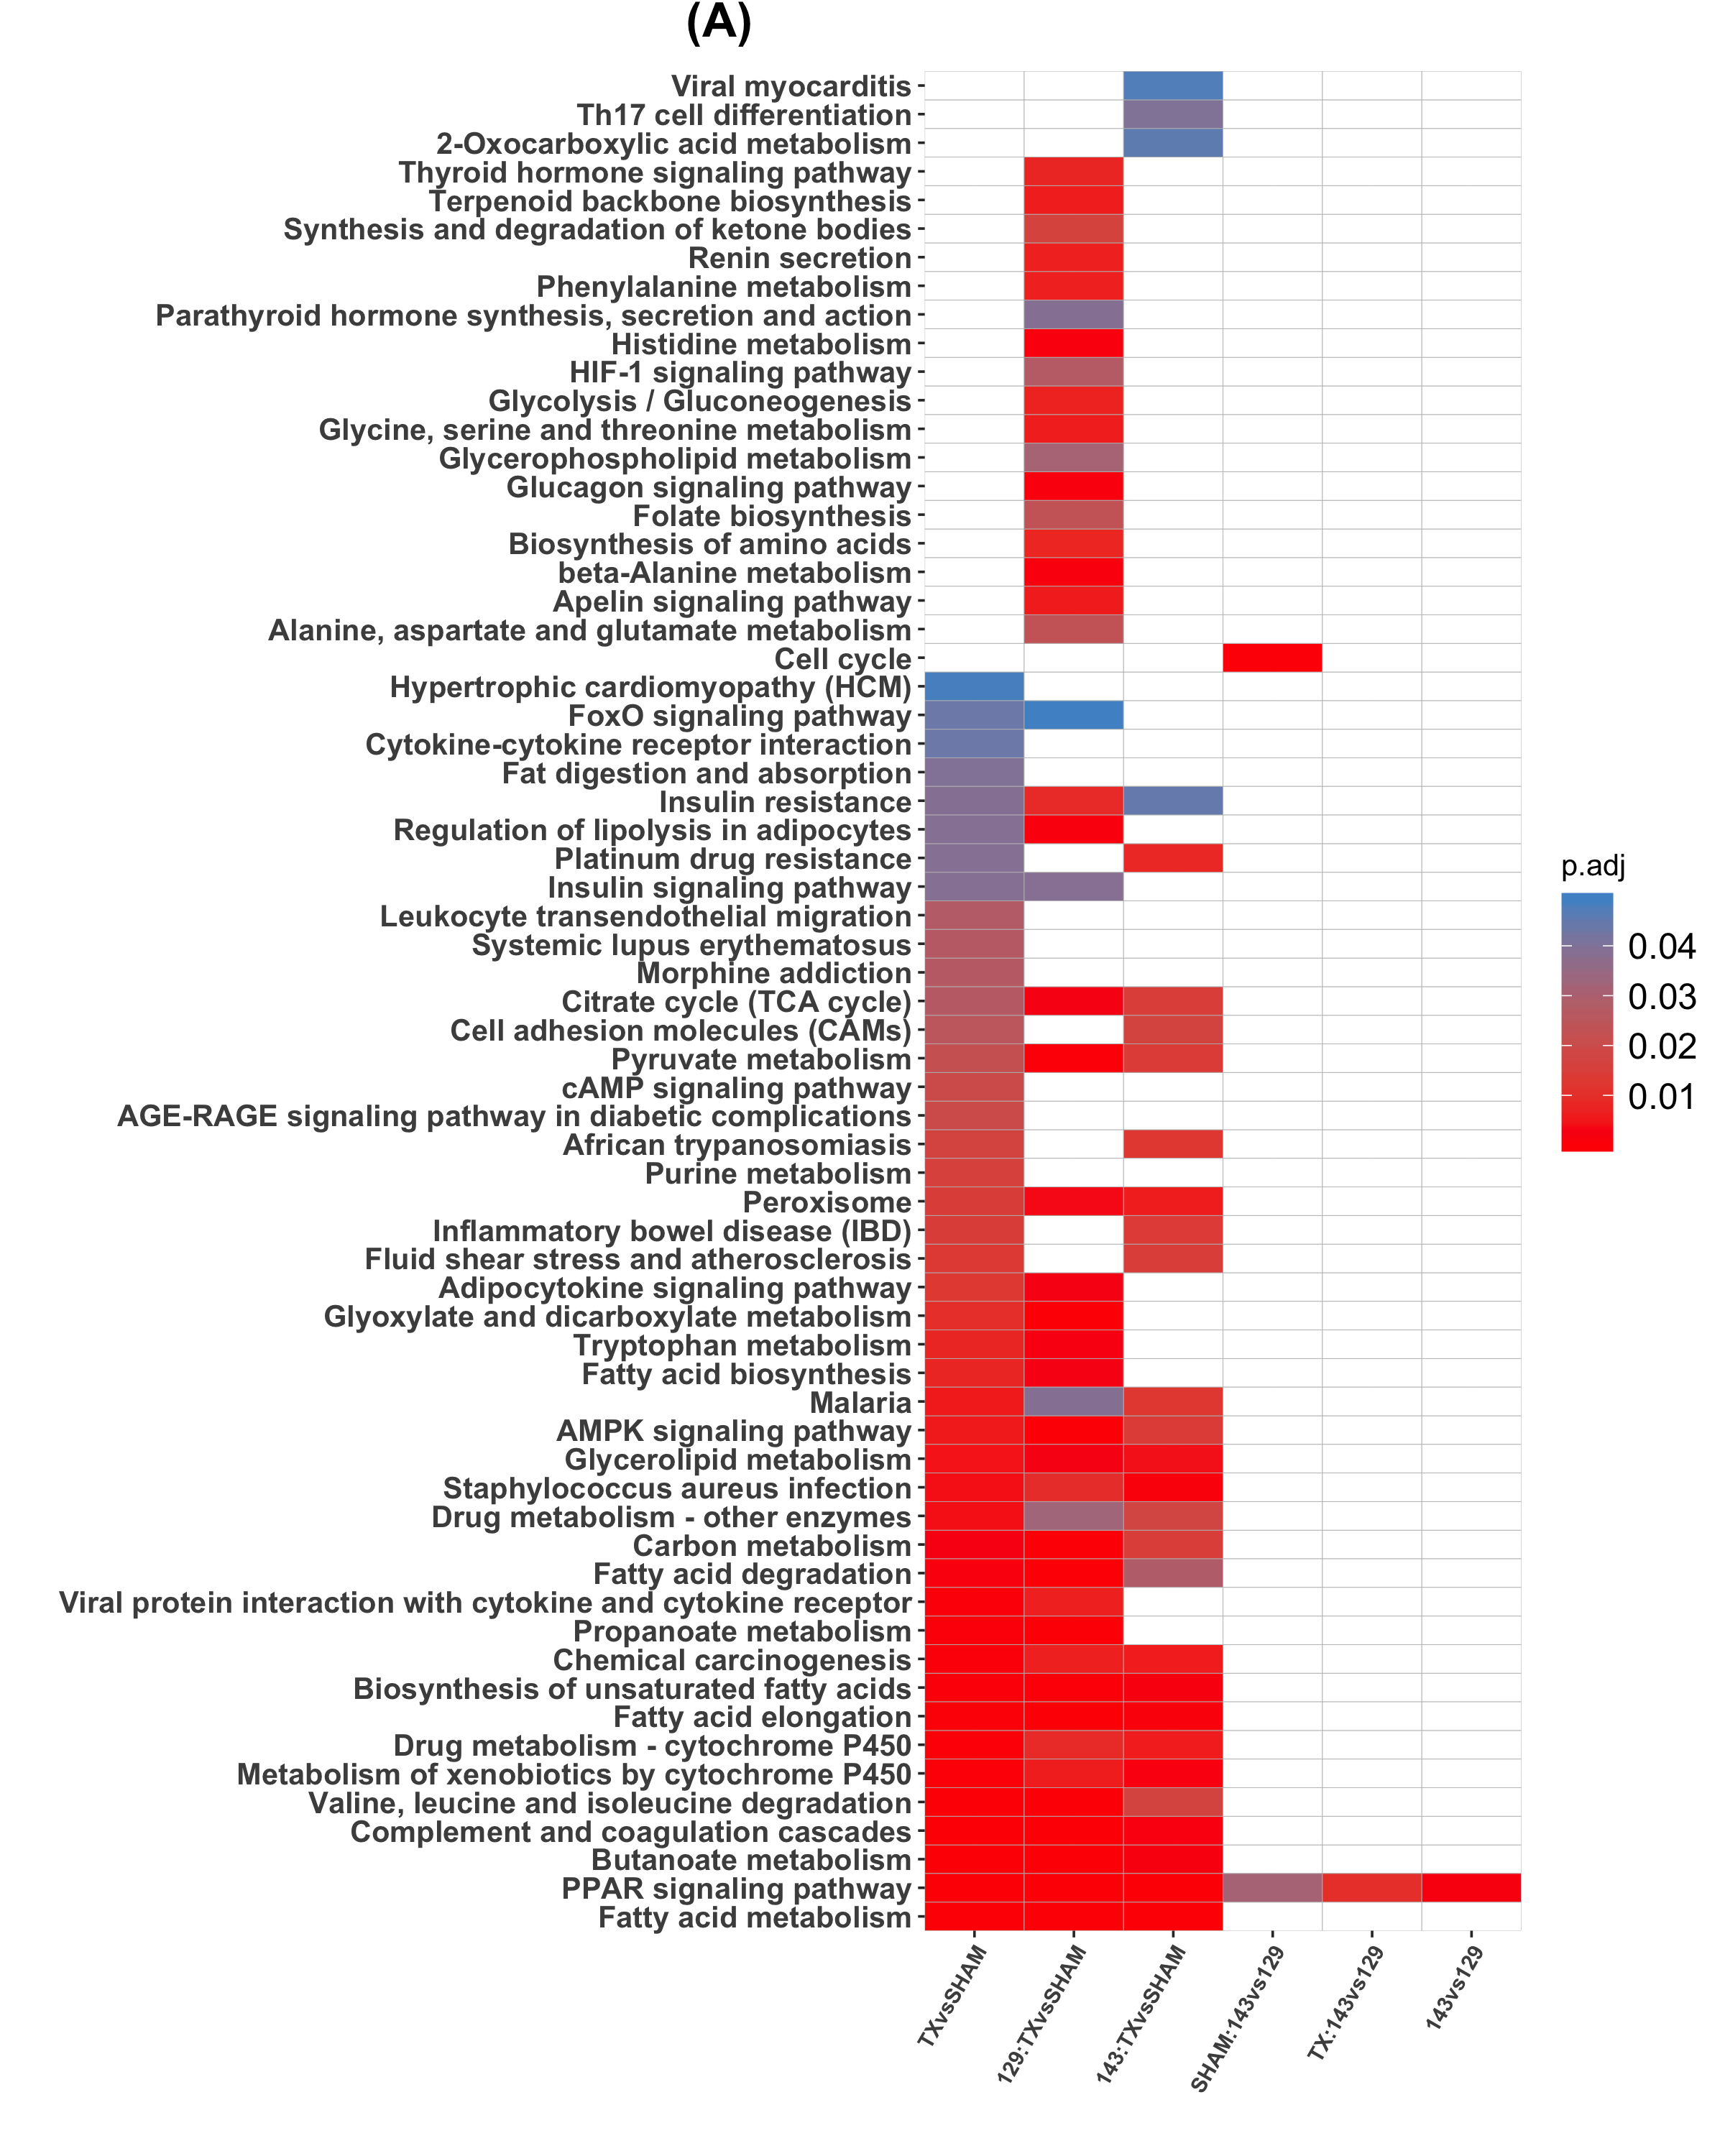 (A)
Viral myocarditis
Th17 cell differentiation
2-Oxocarboxylic acid metabolism
Thyroid hormone signaling pathway
Terpenoid backbone biosynthesis
Synthesis and degradation of ketone bodies
Renin secretion
Phenylalanine metabolism
Parathyroid hormone synthesis, secretion and action
Histidine metabolism
HIF-1 signaling pathway
Glycolysis / Gluconeogenesis
Glycine, serine and threonine metabolism
Glycerophospholipid metabolism
Glucagon signaling pathway
Folate biosynthesis
Biosynthesis of amino acids
beta-Alanine metabolism
Apelin signaling pathway
Alanine, aspartate and glutamate metabolism
Cell cycle
Hypertrophic cardiomyopathy (HCM)
FoxO signaling pathway
Cytokine-cytokine receptor interaction
Fat digestion and absorption
Insulin resistance
Regulation of lipolysis in adipocytes
Platinum drug resistance
Insulin signaling pathway
Leukocyte transendothelial migration
Systemic lupus erythematosus
Morphine addiction
Citrate cycle (TCA cycle)
Cell adhesion molecules (CAMs)
Pyruvate metabolism
cAMP signaling pathway
AGE-RAGE signaling pathway in diabetic complications
African trypanosomiasis
Purine metabolism
Peroxisome
Inflammatory bowel disease (IBD)
Fluid shear stress and atherosclerosis
Adipocytokine signaling pathway
Glyoxylate and dicarboxylate metabolism
Tryptophan metabolism
Fatty acid biosynthesis
Malaria
AMPK signaling pathway
Glycerolipid metabolism
Staphylococcus aureus infection
Drug metabolism - other enzymes
Carbon metabolism
Fatty acid degradation
Viral protein interaction with cytokine and cytokine receptor
Propanoate metabolism
Chemical carcinogenesis
Biosynthesis of unsaturated fatty acids
Fatty acid elongation
Drug metabolism - cytochrome P450
Metabolism of xenobiotics by cytochrome P450
Valine, leucine and isoleucine degradation
Complement and coagulation cascades
Butanoate metabolism
PPAR signaling pathway
Fatty acid metabolism
TXvsSHAM
129:TXvsSHAM
143:TXvsSHAM
SHAM:143vs129
TX:143vs129
143vs129
p.adj
0.04
0.03
0.02
0.01